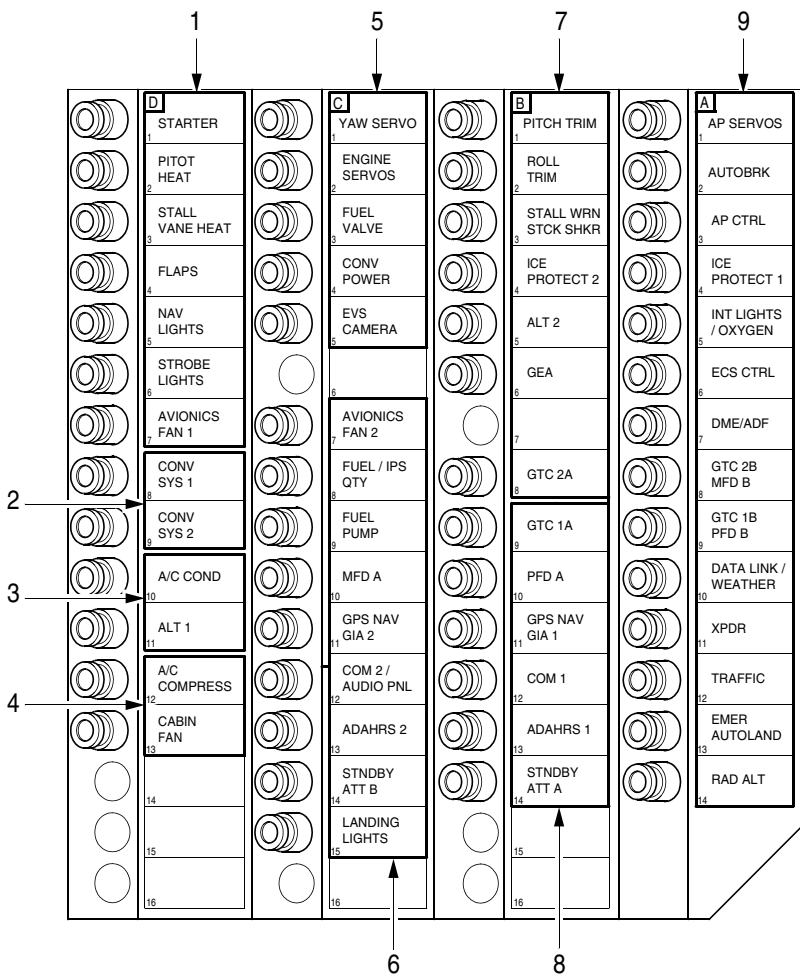 1
5
7
9
D
STARTER
1
PITOT
HEAT
2
STALL
VANE HEAT
3
FLAPS
4
NAV
LIGHTS
5
STROBE
LIGHTS
6
AVIONICS
FAN 1
7
CONV
SYS 1
8
2
CONV
SYS 2
9
A/C COND
10
3
ALT 1
11
A/C
COMPRESS
12
4
CABIN
FAN
13
14
15
16
C
YAW SERVO
1
ENGINE
SERVOS
2
FUEL
VALVE
3
CONV
POWER
4
EVS
CAMERA
5
6
AVIONICS
FAN 2
7
FUEL / IPS
QTY
8
FUEL
PUMP
9
MFD A
10
GPS NAV
GIA 2
11
COM 2 /
AUDIO PNL
12
ADAHRS 2
13
STNDBY
ATT B
14
LANDING
LIGHTS
15
16
6
B
PITCH TRIM
1
ROLL
TRIM
2
STALL WRN
STCK SHKR
3
ICE
PROTECT 2
4
ALT 2
5
GEA
6
7
GTC 2A
8
GTC 1A
9
PFD A
10
GPS NAV
GIA 1
11
COM 1
12
ADAHRS 1
13
STNDBY
ATT A
14
15
16
8
A
AP SERVOS
1
AUTOBRK
2
AP CTRL
3
ICE
PROTECT 1
4
INT LIGHTS
/ OXYGEN
5
ECS CTRL
6
DME/ADF
7
GTC 2B
MFD B
8
GTC 1B
PFD B
9
DATA LINK /
WEATHER
10
XPDR
11
TRAFFIC
12
EMER
AUTOLAND
13
RAD ALT
14